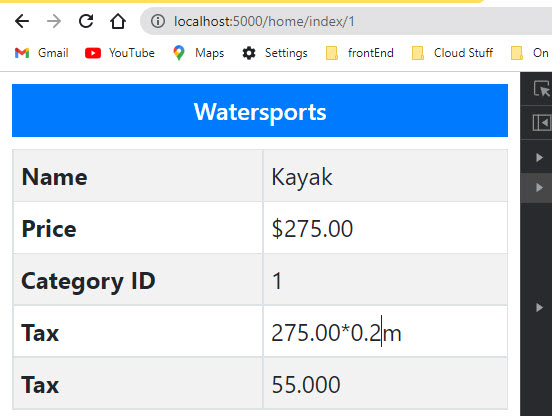 localhost:5000/home/index/1
Gmail YouTube Maps Settings frontEnd Cloud Stuff On
Watersports
Name Kayak
Price $275.00
Category ID 1
Tax 275.00*0.2m
Tax 55.000